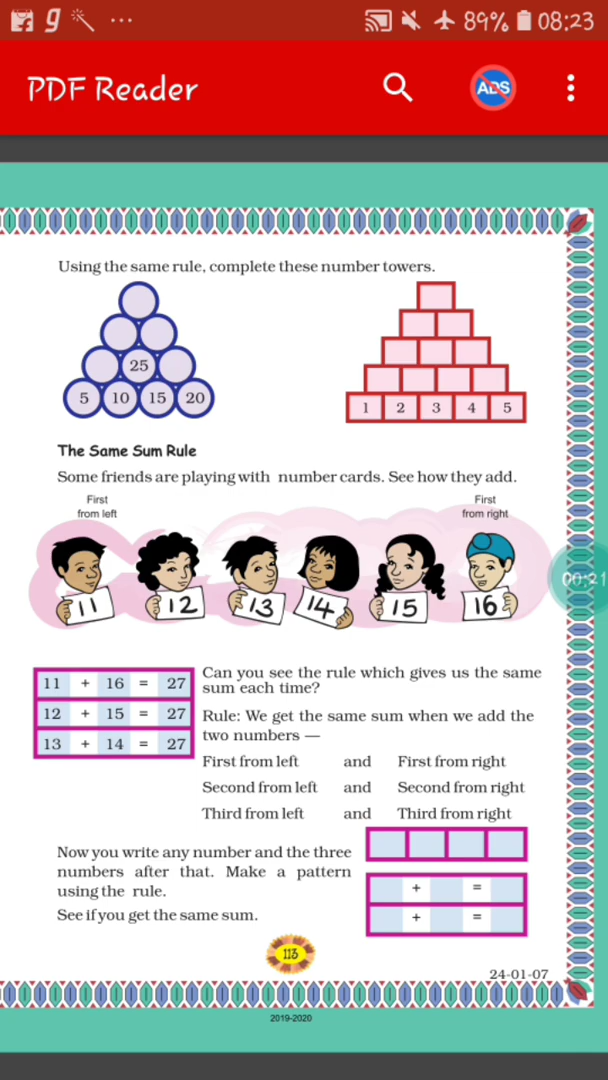 g ... 89% 08:23
PDF Reader ADS
Using the same rule, complete these number towers.
25
5 10 15 20
1 2 3 4 5
The Same Sum Rule
Some friends are playing with number cards. See how they add.
First
from left
First
from right
11 12 13 14 15 16
00:21
11 + 16 = 27
12 + 15 = 27
13 + 14 = 27
Can you see the rule which gives us the same
sum each time?
Rule: We get the same sum when we add the
two numbers —
First from left and First from right
Second from left and Second from right
Third from left and Third from right
Now you write any number and the three
numbers after that. Make a pattern
using the rule.
See if you get the same sum.
+ =
+ =
113
24-01-07
2019-2020